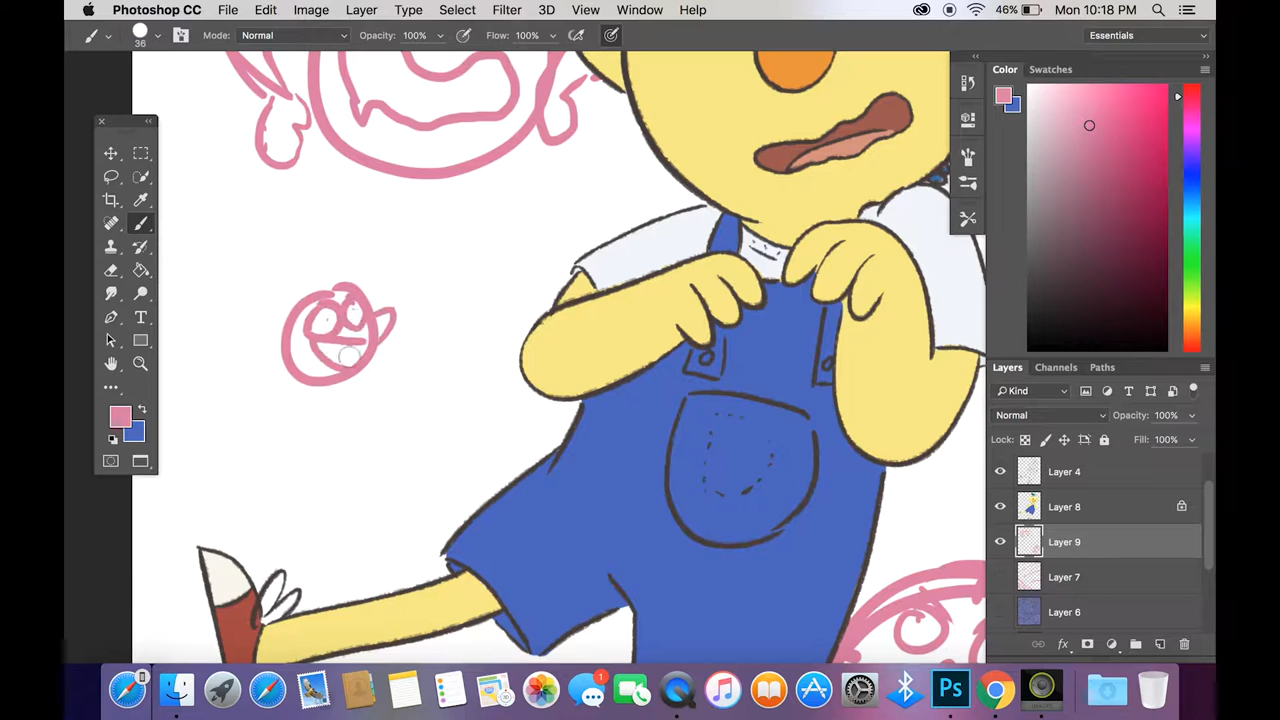 Photoshop CC File Edit Image Layer Type Select Filter 3D View Window Help 46% Mon 10:18 PM
36 Mode: Normal Opacity: 100% Flow: 100% Essentials
Color Swatches
Layers Channels Paths
Kind
Normal Opacity: 100%
Lock: Fill: 100%
Layer 4
Layer 8
Layer 9
Layer 7
Layer 6
fx
1
Ps